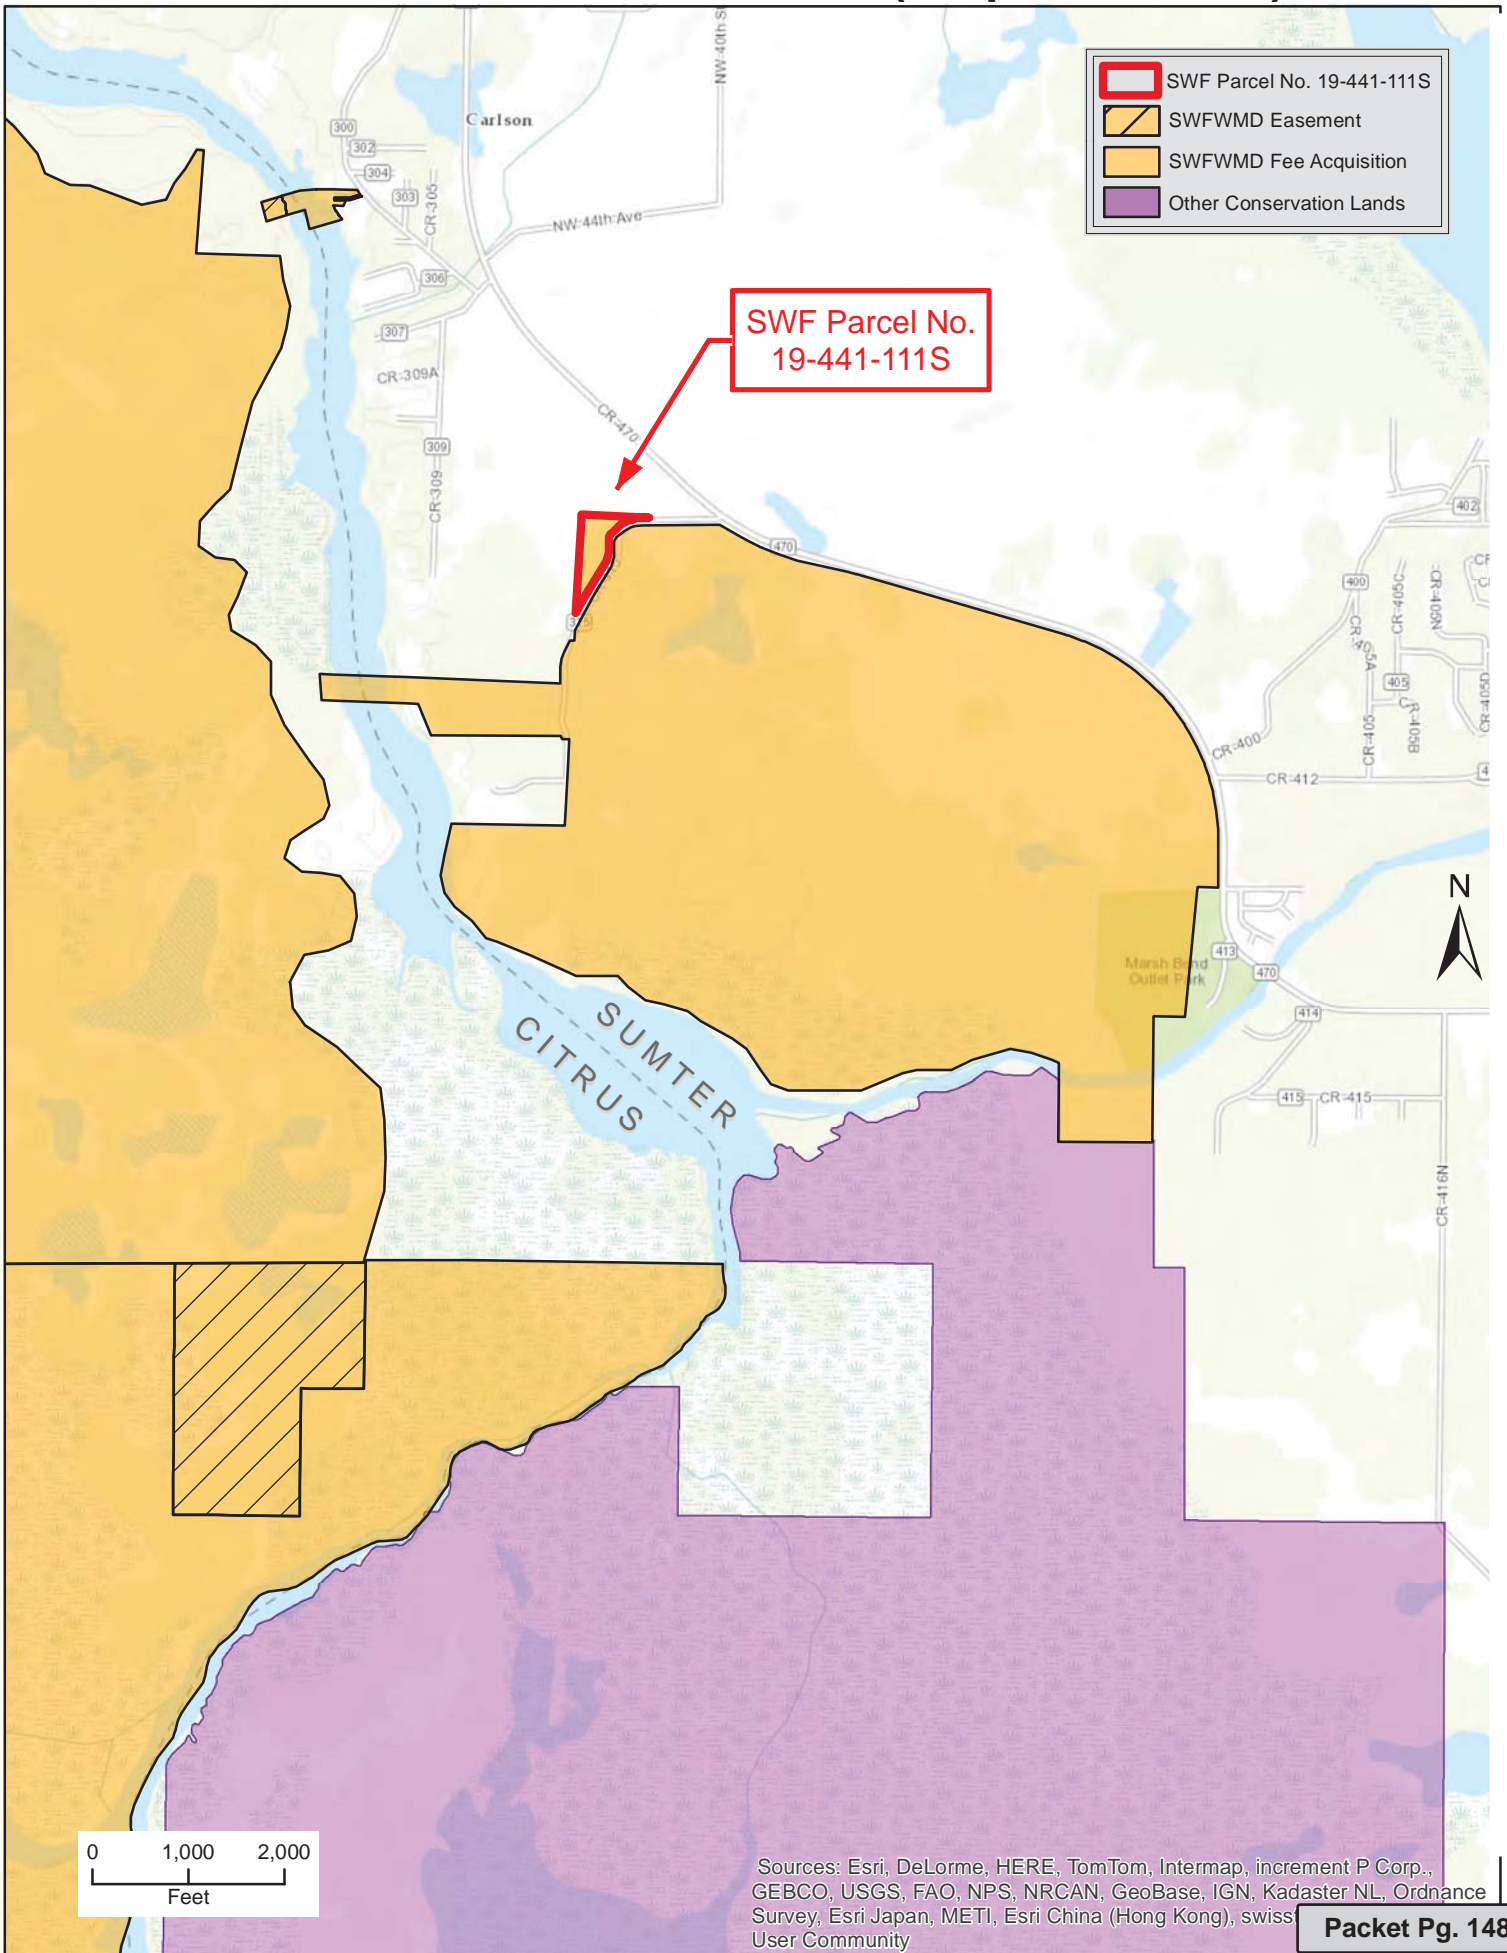 SWF Parcel No. 19-441-111S
SWFWMD Easement
SWFWMD Fee Acquisition
Other Conservation Lands
NW 40th S
Carlson
300
302
304
303
CR-305
NW 44th Ave
306
307
CR-309A
309
CR-309
SWF Parcel No.
19-441-111S
CR-470
470
402
400
CR-405C
CR-405N
CR-405A
405
CR-405B
CR-405
CR-405D
CR-400
CR-412
N
Marsh Bend
Outlet Park
413
470
414
SUMTER
CITRUS
415
CR-415
CR-416N
0 1,000 2,000
Feet
Sources: Esri, DeLorme, HERE, TomTom, Intermap, increment P Corp.,
GEBCO, USGS, FAO, NPS, NRCAN, GeoBase, IGN, Kadaster NL, Ordnance
Survey, Esri Japan, METI, Esri China (Hong Kong),
User Community
Packet Pg. 148